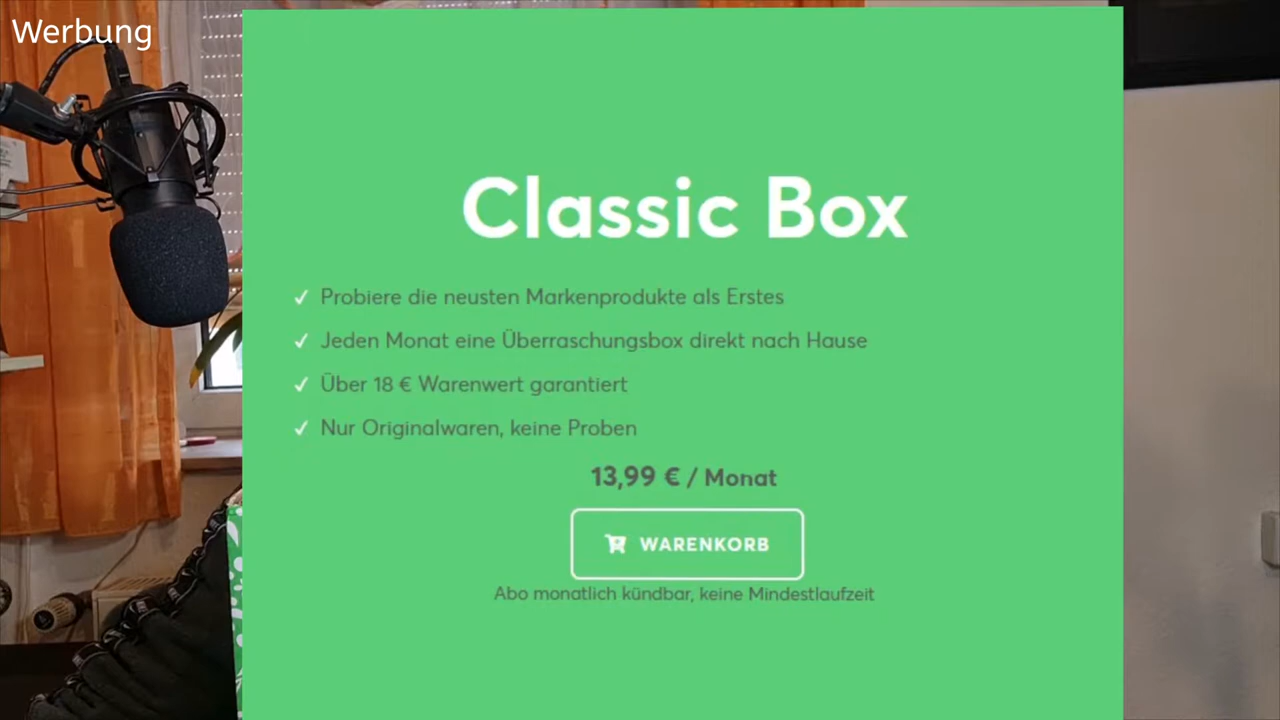 Werbung
Classic Box
✓ Probiere die neusten Markenprodukte als Erstes
✓ Jeden Monat eine Überraschungsbox direkt nach Hause
✓ Über 18 € Warenwert garantiert
✓ Nur Originalwaren, keine Proben
13,99 € / Monat
WARENKORB
Abo monatlich kündbar, keine Mindestlaufzeit